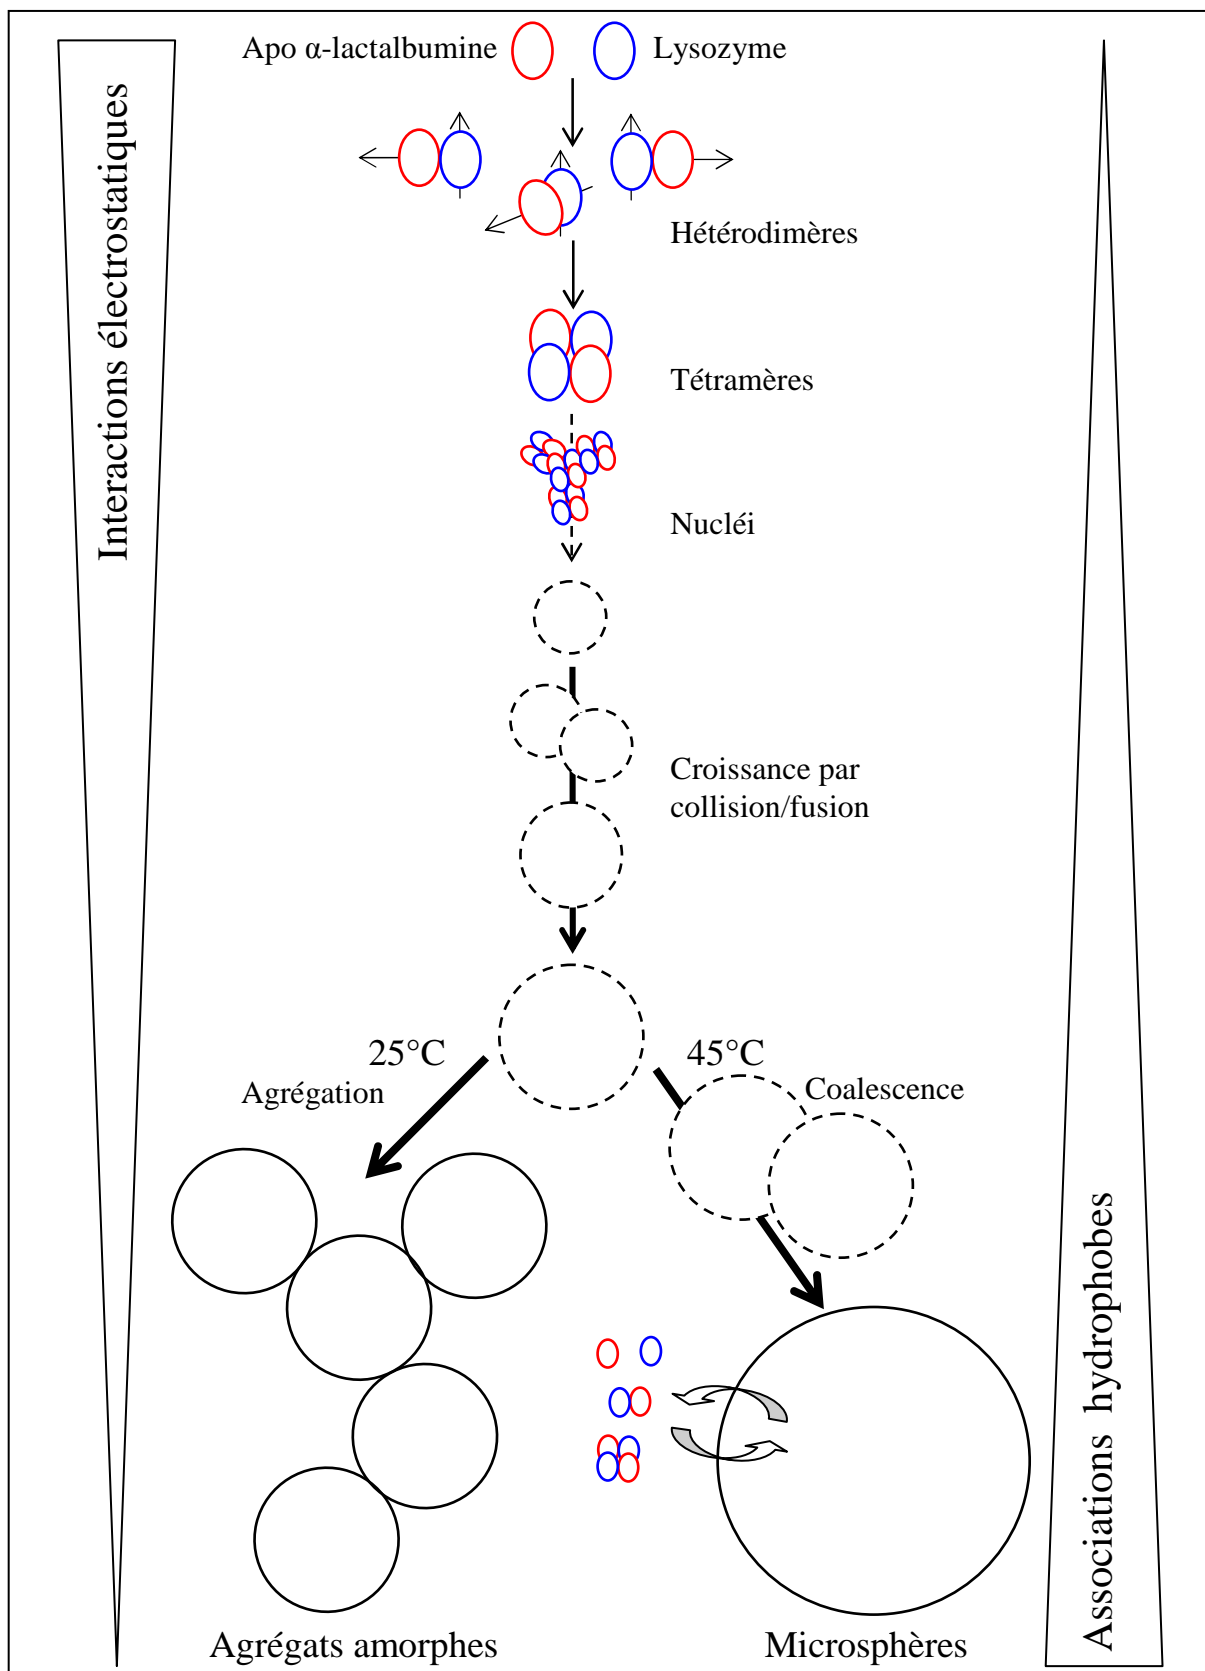 Apo α-lactalbumine
Lysozyme
Interactions électrostatiques
Hétérodimères
Tétramères
Nucléi
Croissance par
collision/fusion
25°C
45°C
Agrégation
Coalescence
Associations hydrophobes
Agrégats amorphes
Microsphères